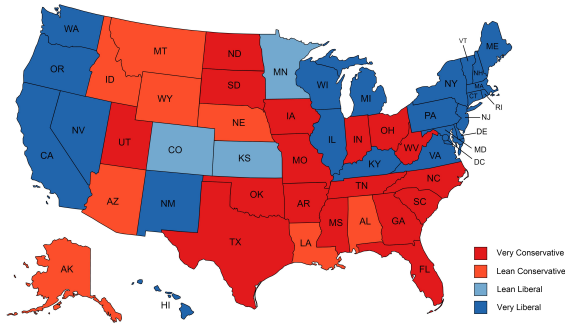 WA
OR
CA
NV
ID
MT
WY
UT
AZ
CO
NM
ND
SD
NE
KS
OK
TX
MN
IA
MO
AR
LA
WI
IL
MI
IN
OH
KY
TN
MS
AL
GA
FL
SC
NC
VA
WV
PA
NY
VT
NH
ME
MA
CT
RI
NJ
DE
MD
DC
AK
HI
Very Conservative
Lean Conservative
Lean Liberal
Very Liberal